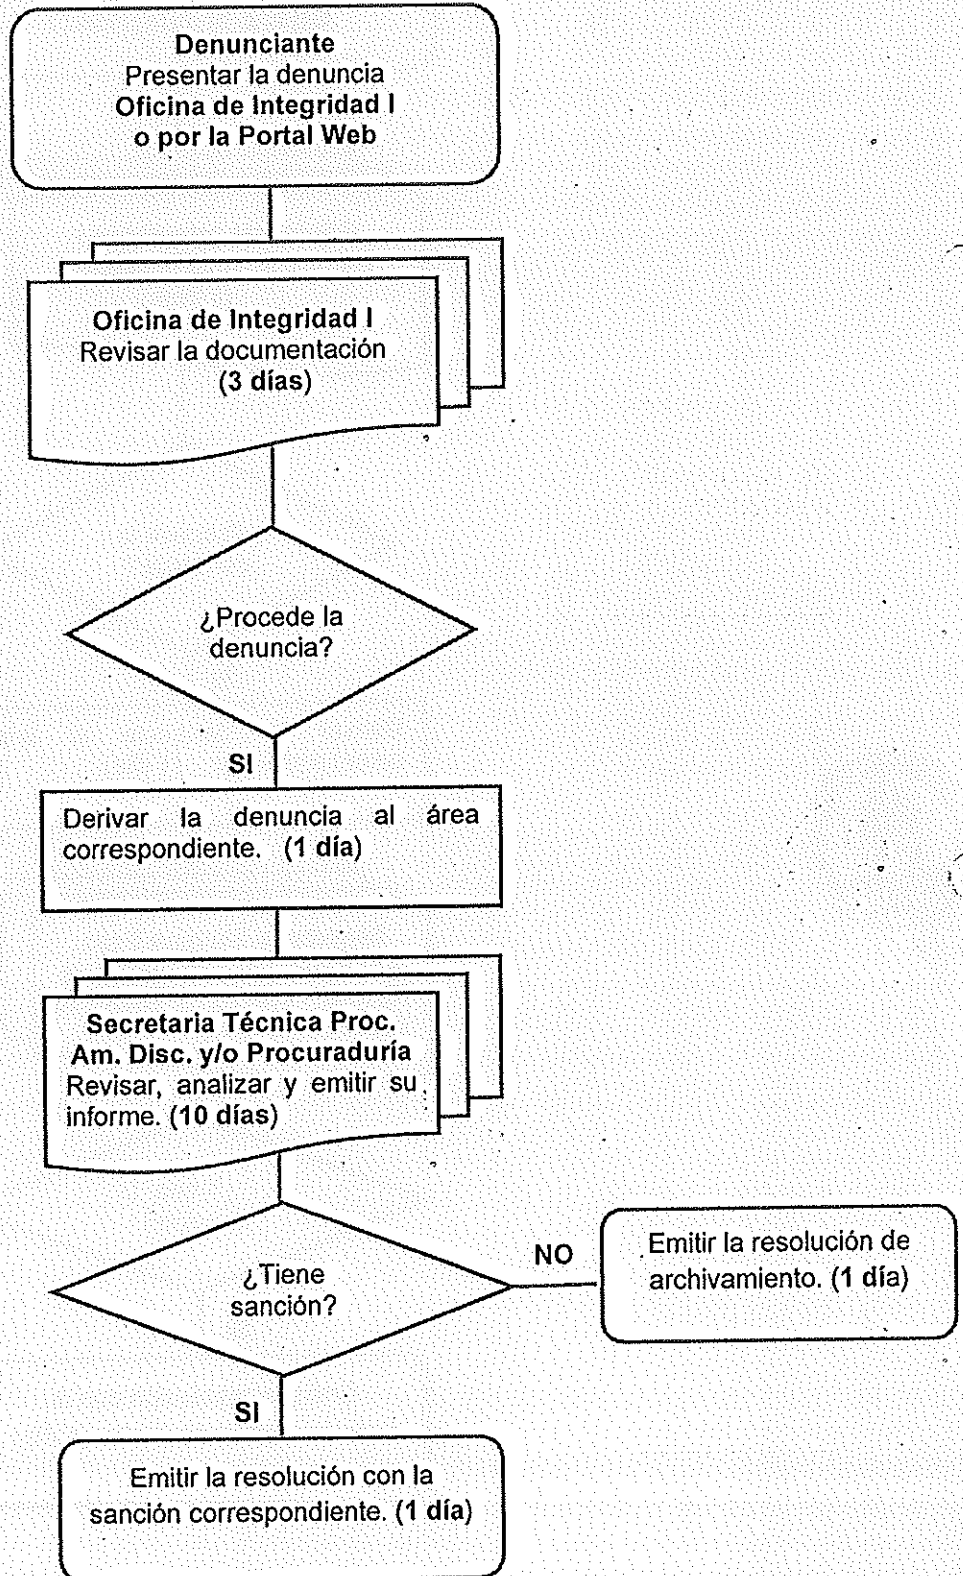 Denunciante
Presentar la denuncia
Oficina de Integridad I
o por la Portal Web
Oficina de Integridad I
Revisar la documentación
(3 días)
¿Procede la
denuncia?
SI
Derivar la denuncia al área
correspondiente. (1 día)
Secretaria Técnica Proc.
Am. Disc. y/o Procuraduría
Revisar, analizar y emitir su
informe. (10 días)
¿Tiene
sanción?
NO
Emitir la resolución de
archivamiento. (1 día)
SI
Emitir la resolución con la
sanción correspondiente. (1 día)